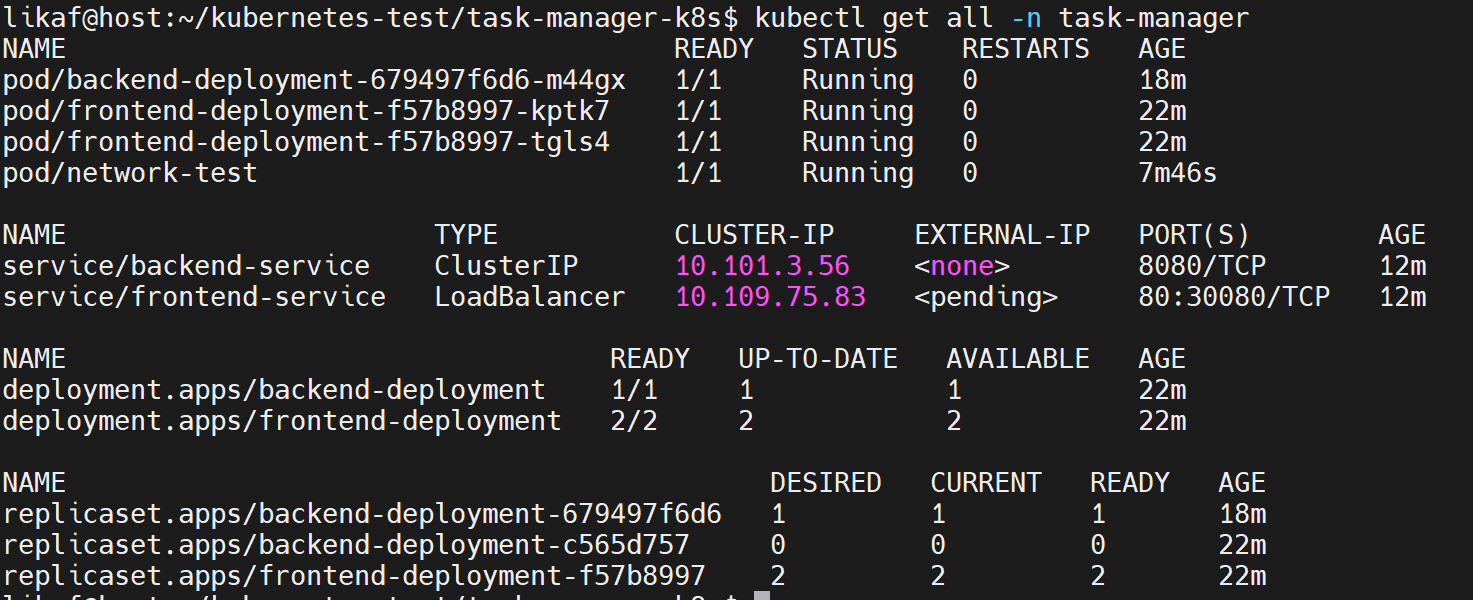 likaf@host:~/kubernetes-test/task-manager-k8s$ kubectl get all -n task-manager
NAME READY STATUS RESTARTS AGE
pod/backend-deployment-679497f6d6-m44gx 1/1 Running 0 18m
pod/frontend-deployment-f57b8997-kptk7 1/1 Running 0 22m
pod/frontend-deployment-f57b8997-tgls4 1/1 Running 0 22m
pod/network-test 1/1 Running 0 7m46s
NAME TYPE CLUSTER-IP EXTERNAL-IP PORT(S) AGE
service/backend-service ClusterIP 10.101.3.56 <none> 8080/TCP 12m
service/frontend-service LoadBalancer 10.109.75.83 <pending> 80:30080/TCP 12m
NAME READY UP-TO-DATE AVAILABLE AGE
deployment.apps/backend-deployment 1/1 1 1 22m
deployment.apps/frontend-deployment 2/2 2 2 22m
NAME DESIRED CURRENT READY AGE
replicaset.apps/backend-deployment-679497f6d6 1 1 1 18m
replicaset.apps/backend-deployment-c565d757 0 0 0 22m
replicaset.apps/frontend-deployment-f57b8997 2 2 2 22m